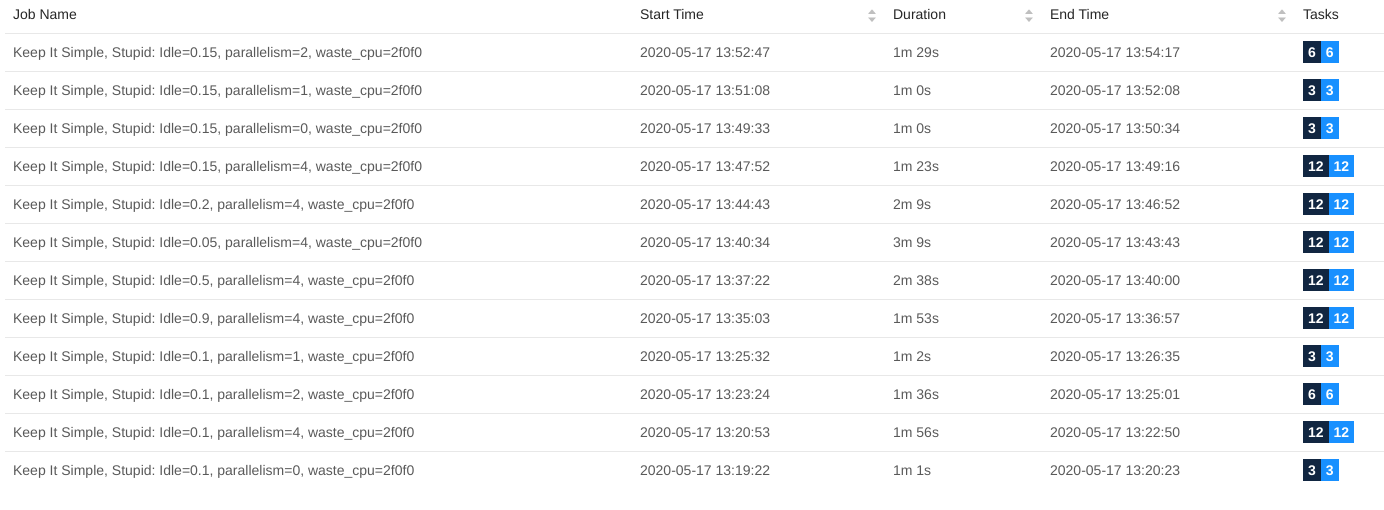 Job Name Start Time Duration End Time Tasks
Keep It Simple, Stupid: Idle=0.15, parallelism=2, waste_cpu=2f0f0 2020-05-17 13:52:47 1m 29s 2020-05-17 13:54:17 6 6
Keep It Simple, Stupid: Idle=0.15, parallelism=1, waste_cpu=2f0f0 2020-05-17 13:51:08 1m 0s 2020-05-17 13:52:08 3 3
Keep It Simple, Stupid: Idle=0.15, parallelism=0, waste_cpu=2f0f0 2020-05-17 13:49:33 1m 0s 2020-05-17 13:50:34 3 3
Keep It Simple, Stupid: Idle=0.15, parallelism=4, waste_cpu=2f0f0 2020-05-17 13:47:52 1m 23s 2020-05-17 13:49:16 12 12
Keep It Simple, Stupid: Idle=0.2, parallelism=4, waste_cpu=2f0f0 2020-05-17 13:44:43 2m 9s 2020-05-17 13:46:52 12 12
Keep It Simple, Stupid: Idle=0.05, parallelism=4, waste_cpu=2f0f0 2020-05-17 13:40:34 3m 9s 2020-05-17 13:43:43 12 12
Keep It Simple, Stupid: Idle=0.5, parallelism=4, waste_cpu=2f0f0 2020-05-17 13:37:22 2m 38s 2020-05-17 13:40:00 12 12
Keep It Simple, Stupid: Idle=0.9, parallelism=4, waste_cpu=2f0f0 2020-05-17 13:35:03 1m 53s 2020-05-17 13:36:57 12 12
Keep It Simple, Stupid: Idle=0.1, parallelism=1, waste_cpu=2f0f0 2020-05-17 13:25:32 1m 2s 2020-05-17 13:26:35 3 3
Keep It Simple, Stupid: Idle=0.1, parallelism=2, waste_cpu=2f0f0 2020-05-17 13:23:24 1m 36s 2020-05-17 13:25:01 6 6
Keep It Simple, Stupid: Idle=0.1, parallelism=4, waste_cpu=2f0f0 2020-05-17 13:20:53 1m 56s 2020-05-17 13:22:50 12 12
Keep It Simple, Stupid: Idle=0.1, parallelism=0, waste_cpu=2f0f0 2020-05-17 13:19:22 1m 1s 2020-05-17 13:20:23 3 3